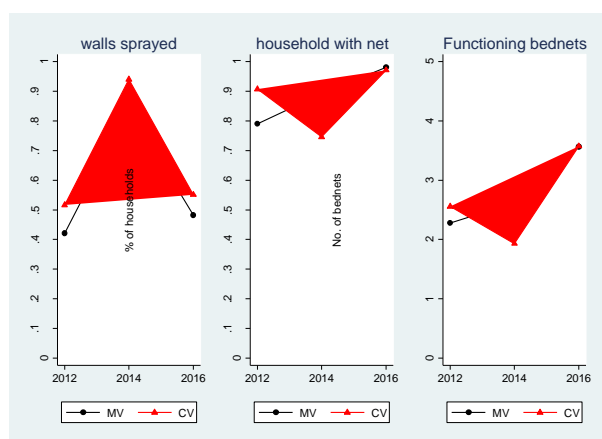 walls sprayed
% of households
1
.9
.8
.7
.6
.5
.4
.3
.2
.1
0
2012 2014 2016
MV CV
household with net
No. of bednets
1
.9
.8
.7
.6
.5
.4
.3
.2
.1
0
2012 2014 2016
MV CV
Functioning bednets
5
4
3
2
1
0
2012 2014 2016
MV CV